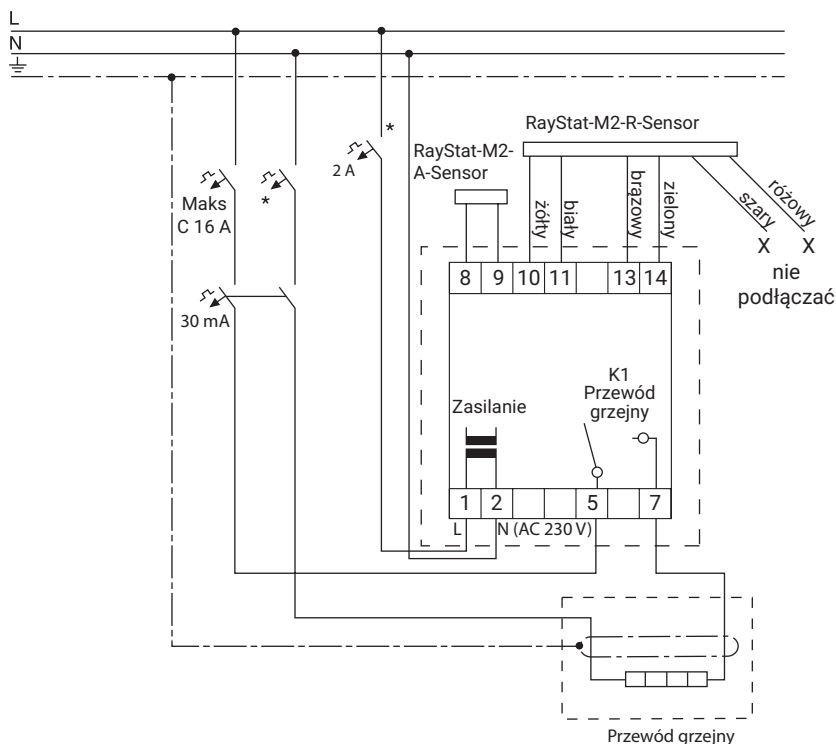 L
N
*
2 A
Maks
C 16 A
*
30 mA
RayStat-M2-
A-Sensor
RayStat-M2-R-Sensor
żółty
biały
brązowy
zielony
szary
różowy
X X
nie
podłączać
8 9 10 11 13 14
K1
Przewód
grzejny
Zasilanie
1 2 5 7
L N (AC 230 V)
Przewód grzejny